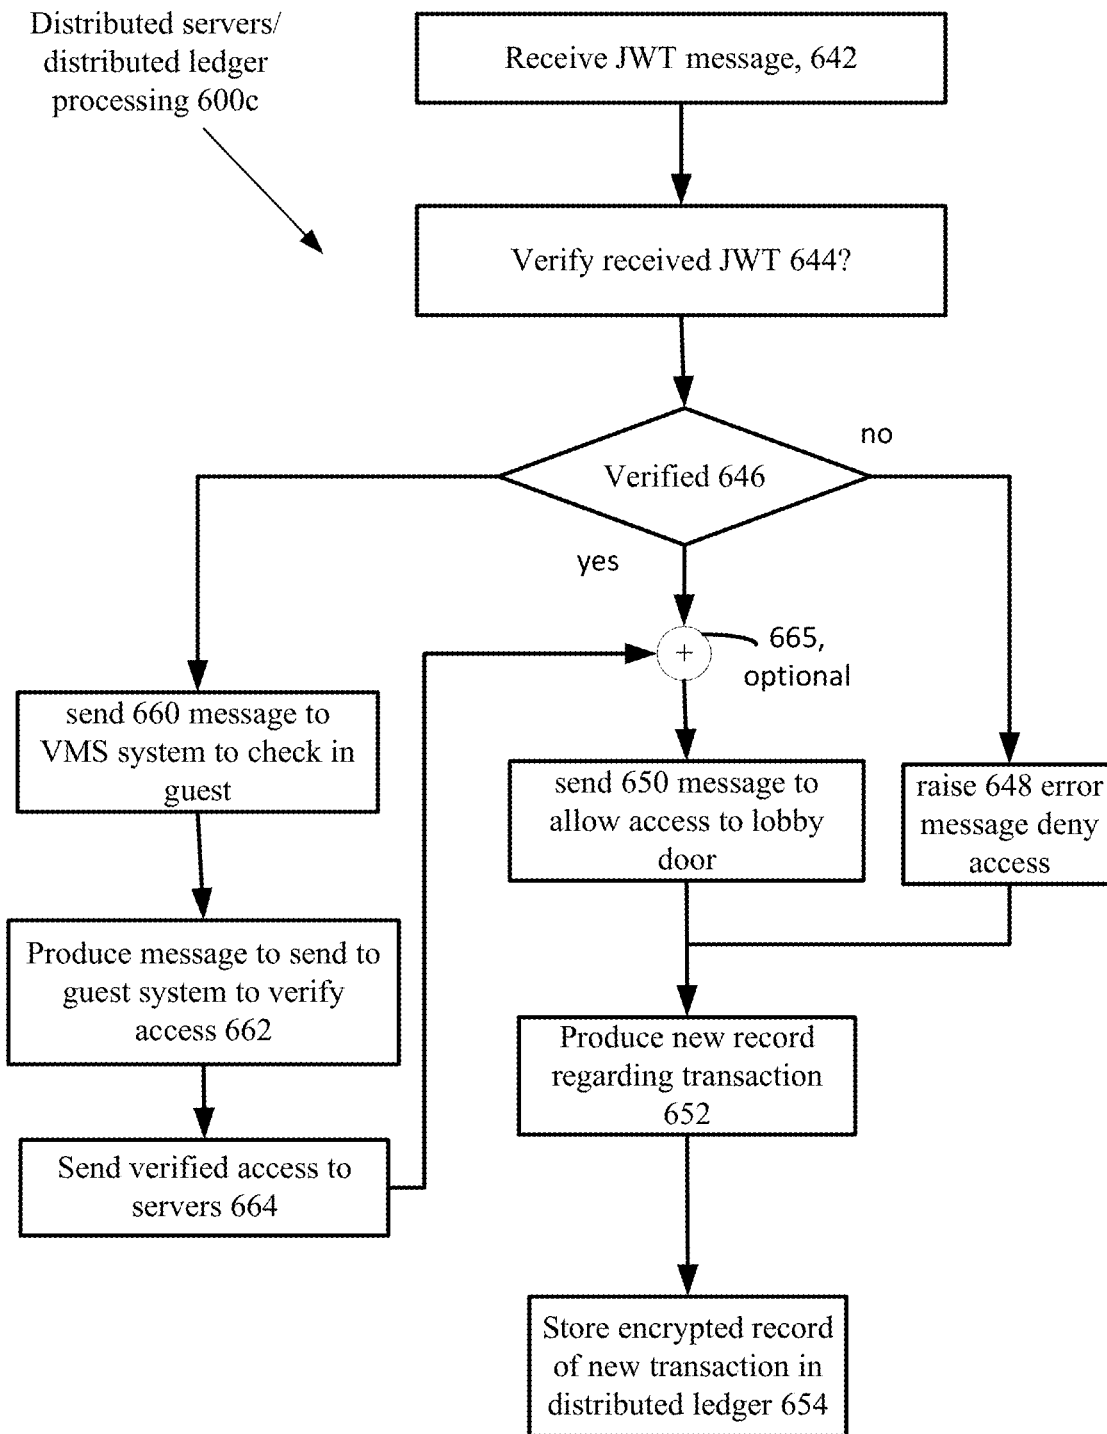 Distributed servers/
distributed ledger
processing 600c
Receive JWT message, 642
Verify received JWT 644?
Verified 646
no
yes
+
665,
optional
send 660 message to
VMS system to check in
guest
send 650 message to
allow access to lobby
door
raise 648 error
message deny
access
Produce message to send to
guest system to verify
access 662
Produce new record
regarding transaction
652
Send verified access to
servers 664
Store encrypted record
of new transaction in
distributed ledger 654